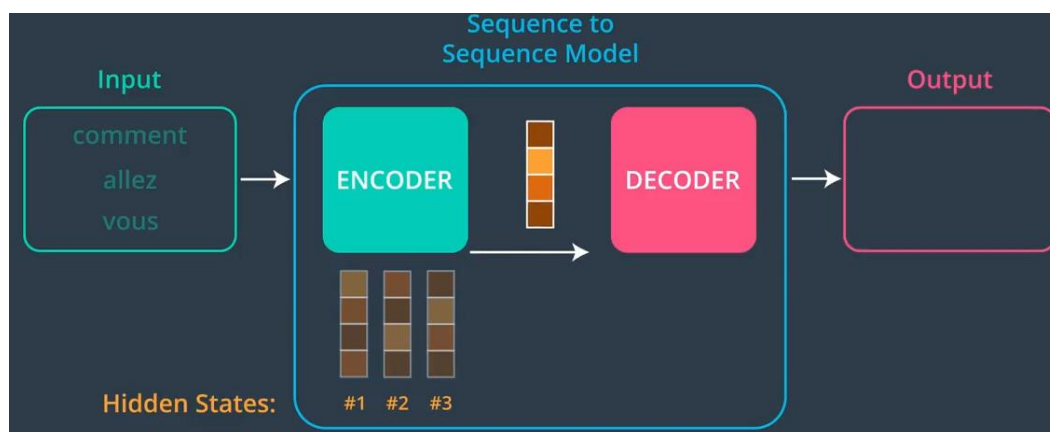 Sequence to
Sequence Model
Input
Output
comment
allez
vous
ENCODER
DECODER
Hidden States:
#1 #2 #3